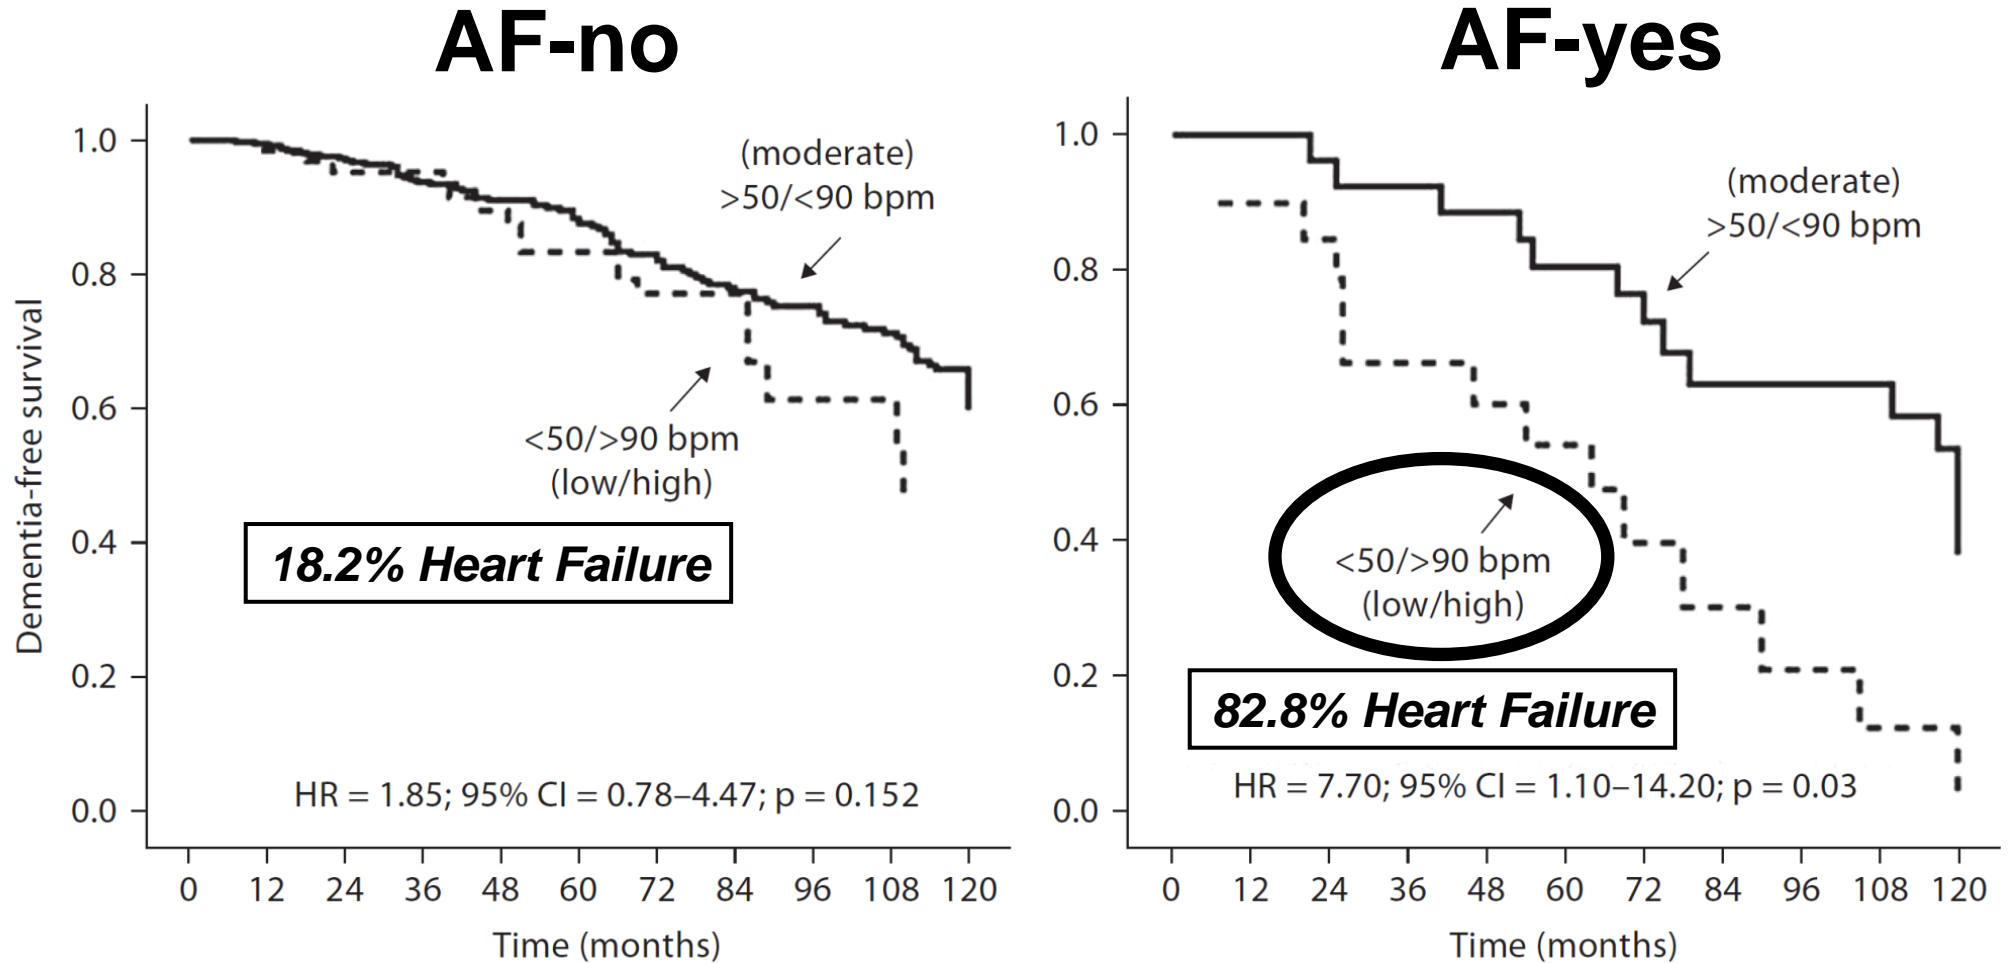 AF-no
AF-yes
Dementia-free survival
1.0
0.8
0.6
0.4
0.2
0.0
(moderate)
>50/<90 bpm
<50/>90 bpm
(low/high)
18.2% Heart Failure
HR = 1.85; 95% CI = 0.78–4.47; p = 0.152
0 12 24 36 48 60 72 84 96 108 120
Time (months)
1.0
0.8
0.6
0.4
0.2
0.0
(moderate)
>50/<90 bpm
<50/>90 bpm
(low/high)
82.8% Heart Failure
HR = 7.70; 95% CI = 1.10–14.20; p = 0.03
0 12 24 36 48 60 72 84 96 108 120
Time (months)